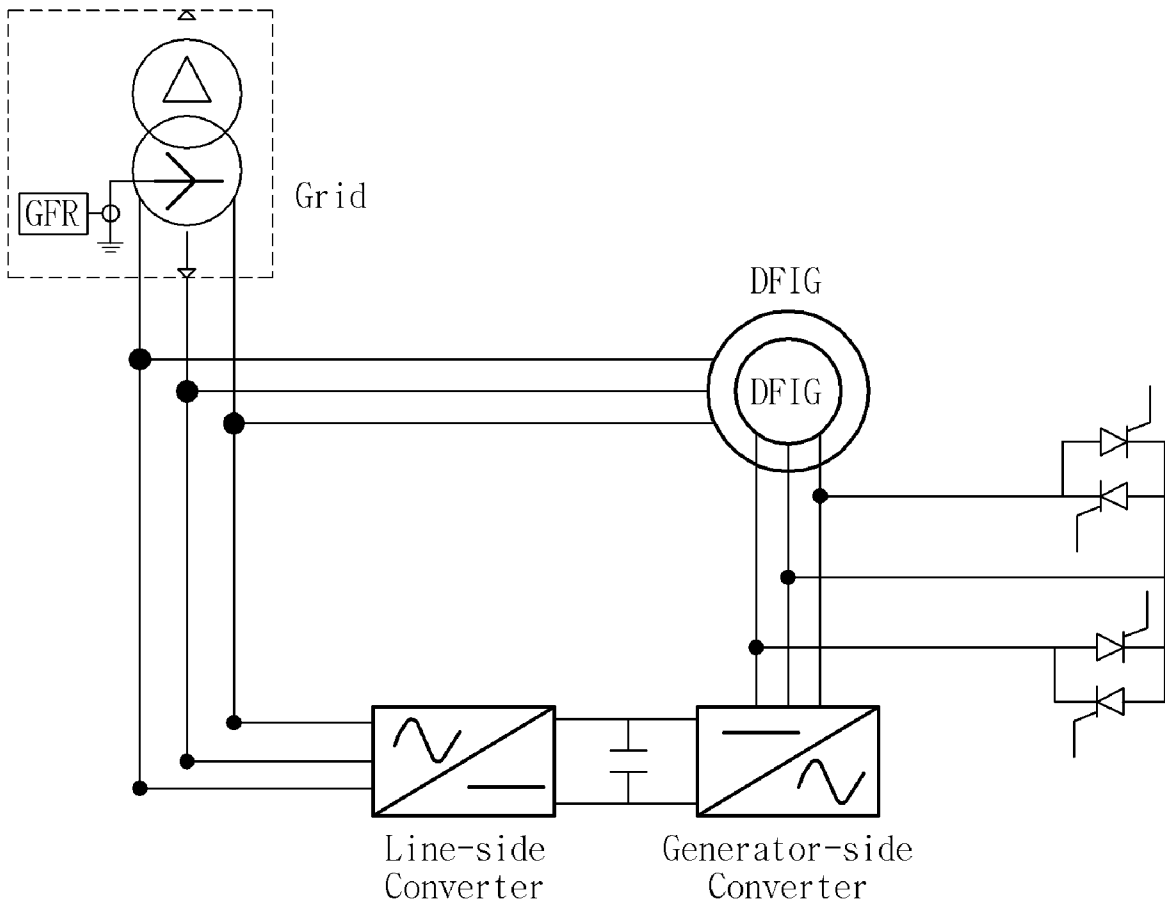 Grid
GFR
DFIG
DFIG
Line-side
Converter
Generator-side
Converter